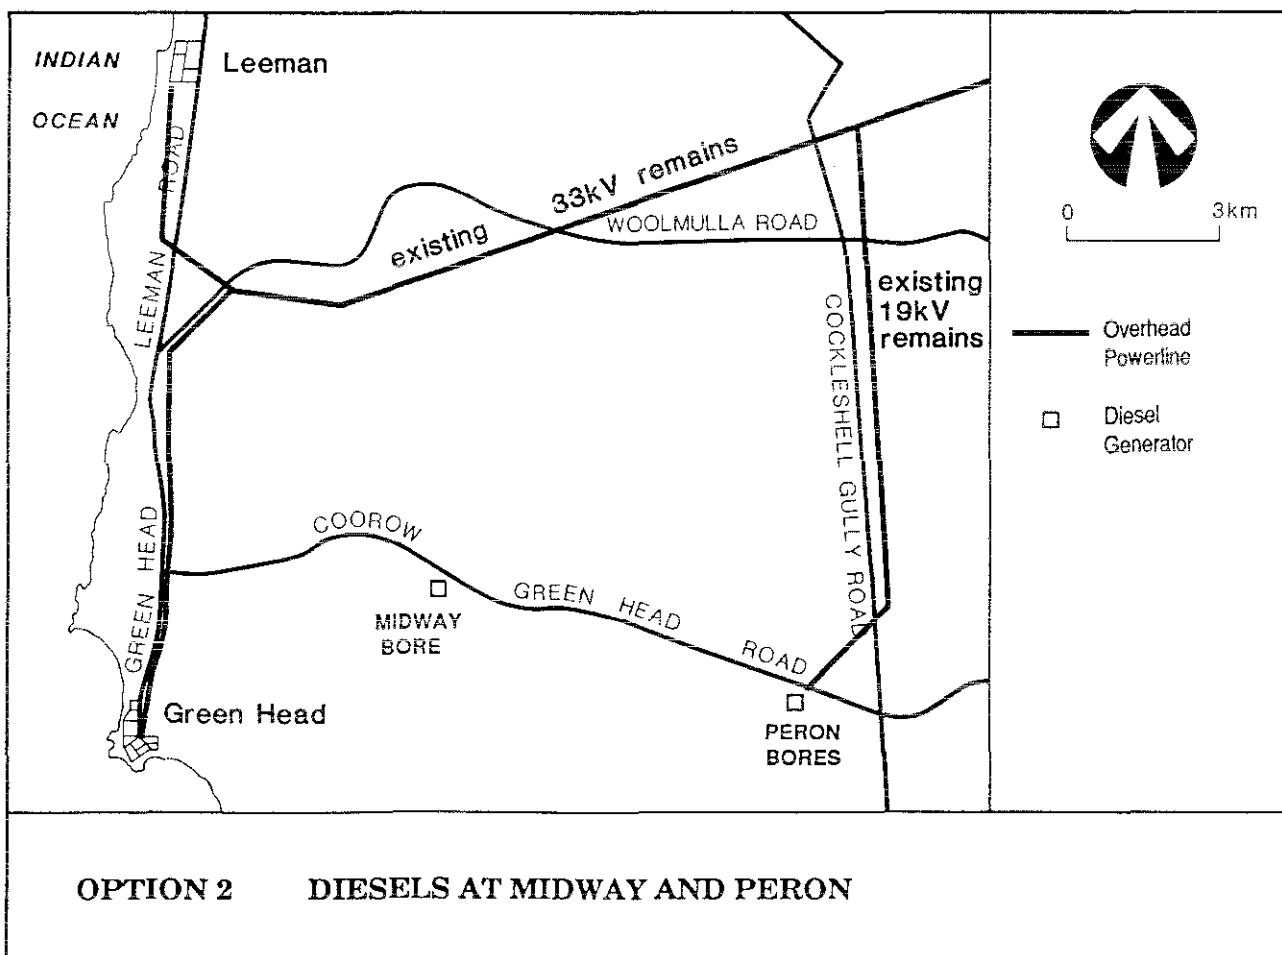 INDIAN
OCEAN
Leeman
ROAD
LEEMAN
GREEN HEAD
existing 33kV remains
WOOLMULLA ROAD
existing
19kV
remains
COCKLESHELL GULLY ROAD
COOROW GREEN HEAD ROAD
MIDWAY
BORE
PERON
BORES
Green Head
0 3km
Overhead
Powerline
Diesel
Generator
OPTION 2 DIESELS AT MIDWAY AND PERON